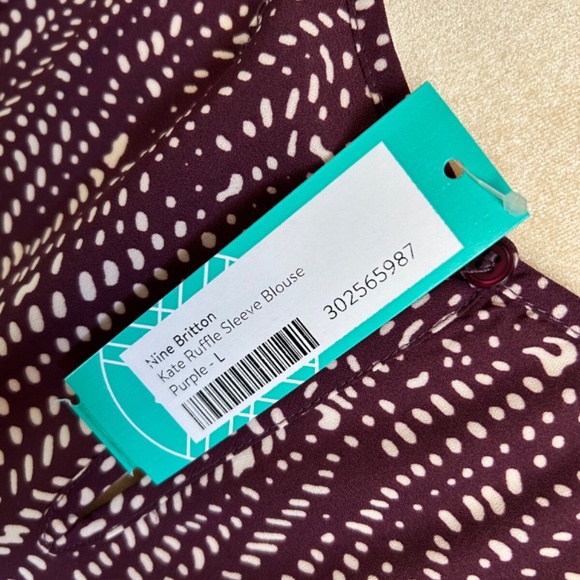 Nine Britton
Kate Ruffle Sleeve Blouse
Purple - L
302565987